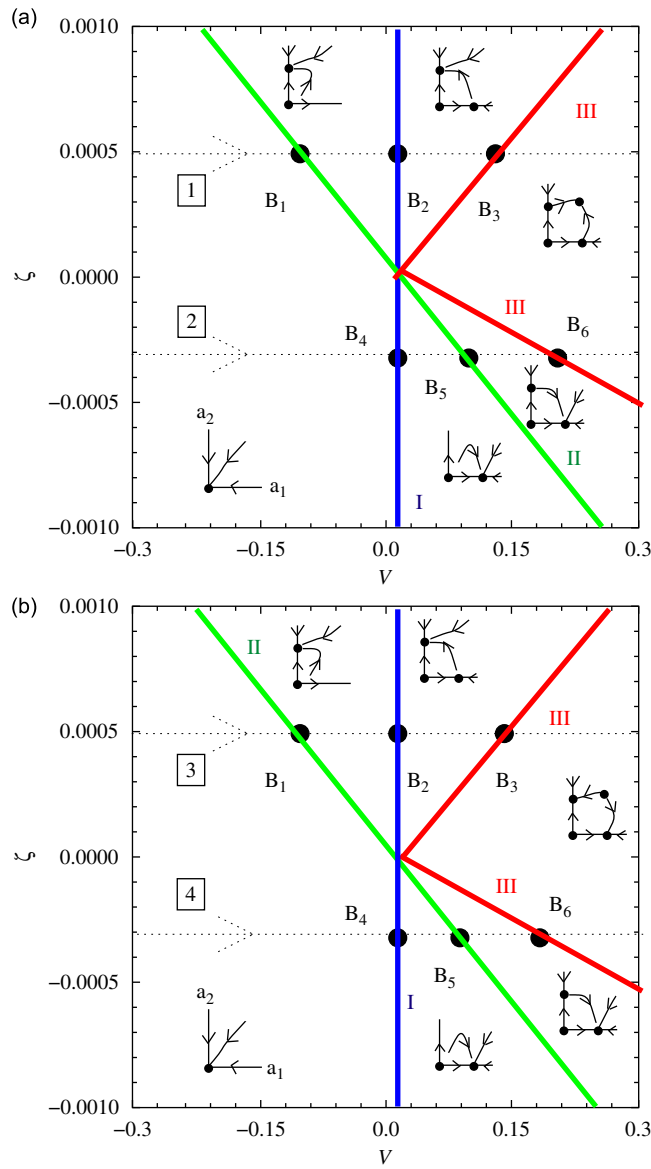 (a)
0.0010
III
0.0005
1
B1
B2
B3
ζ
0.0000
III
2
B4
B6
B5
−0.0005
a2
II
a1
I
−0.0010
−0.3
−0.15
0.0
0.15
0.3
V
(b)
0.0010
II
0.0005
III
3
B1
B2
B3
ζ
0.0000
III
4
B4
B6
B5
−0.0005
I
a2
a1
−0.0010
−0.3
−0.15
0.0
0.15
0.3
V